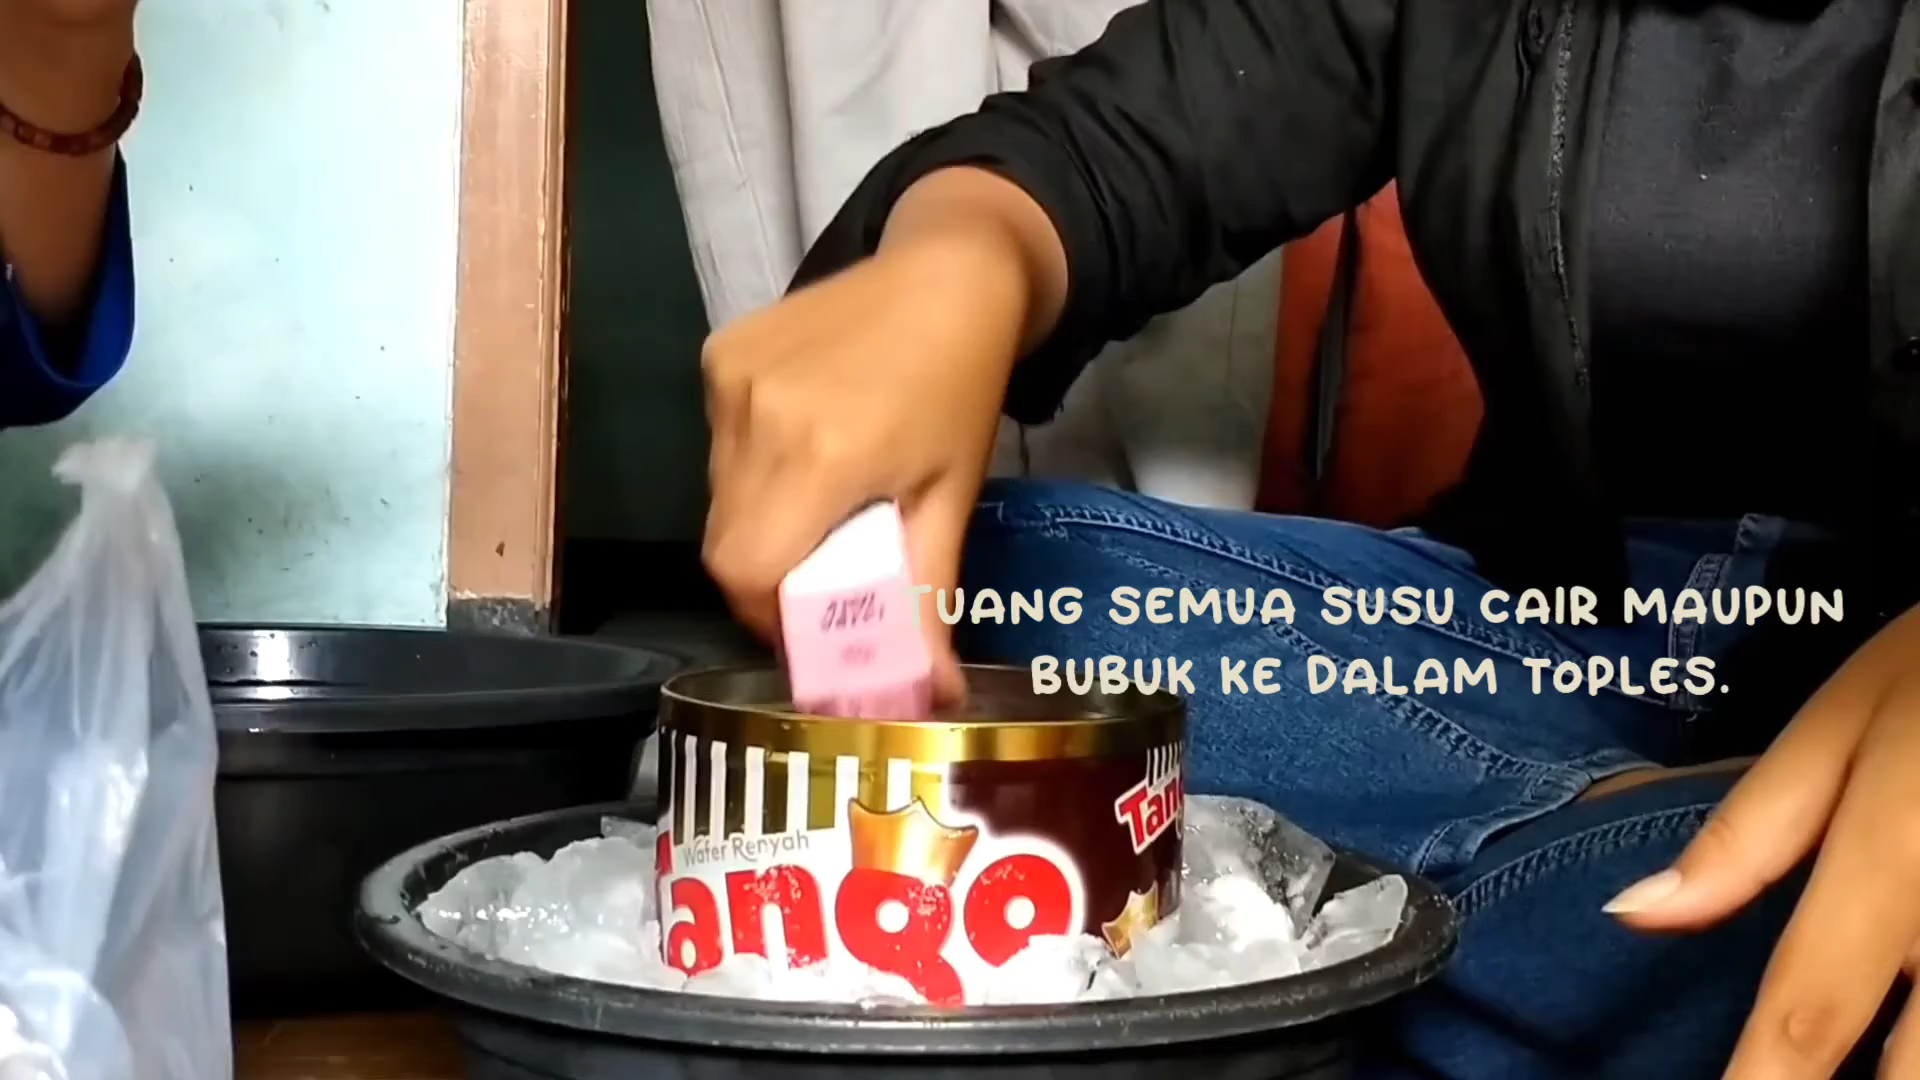 TUANG SEMUA SUSU CAIR MAUPUN
BUBUK KE DALAM TOPLES.
Wafer Renyah
Tango
Tang